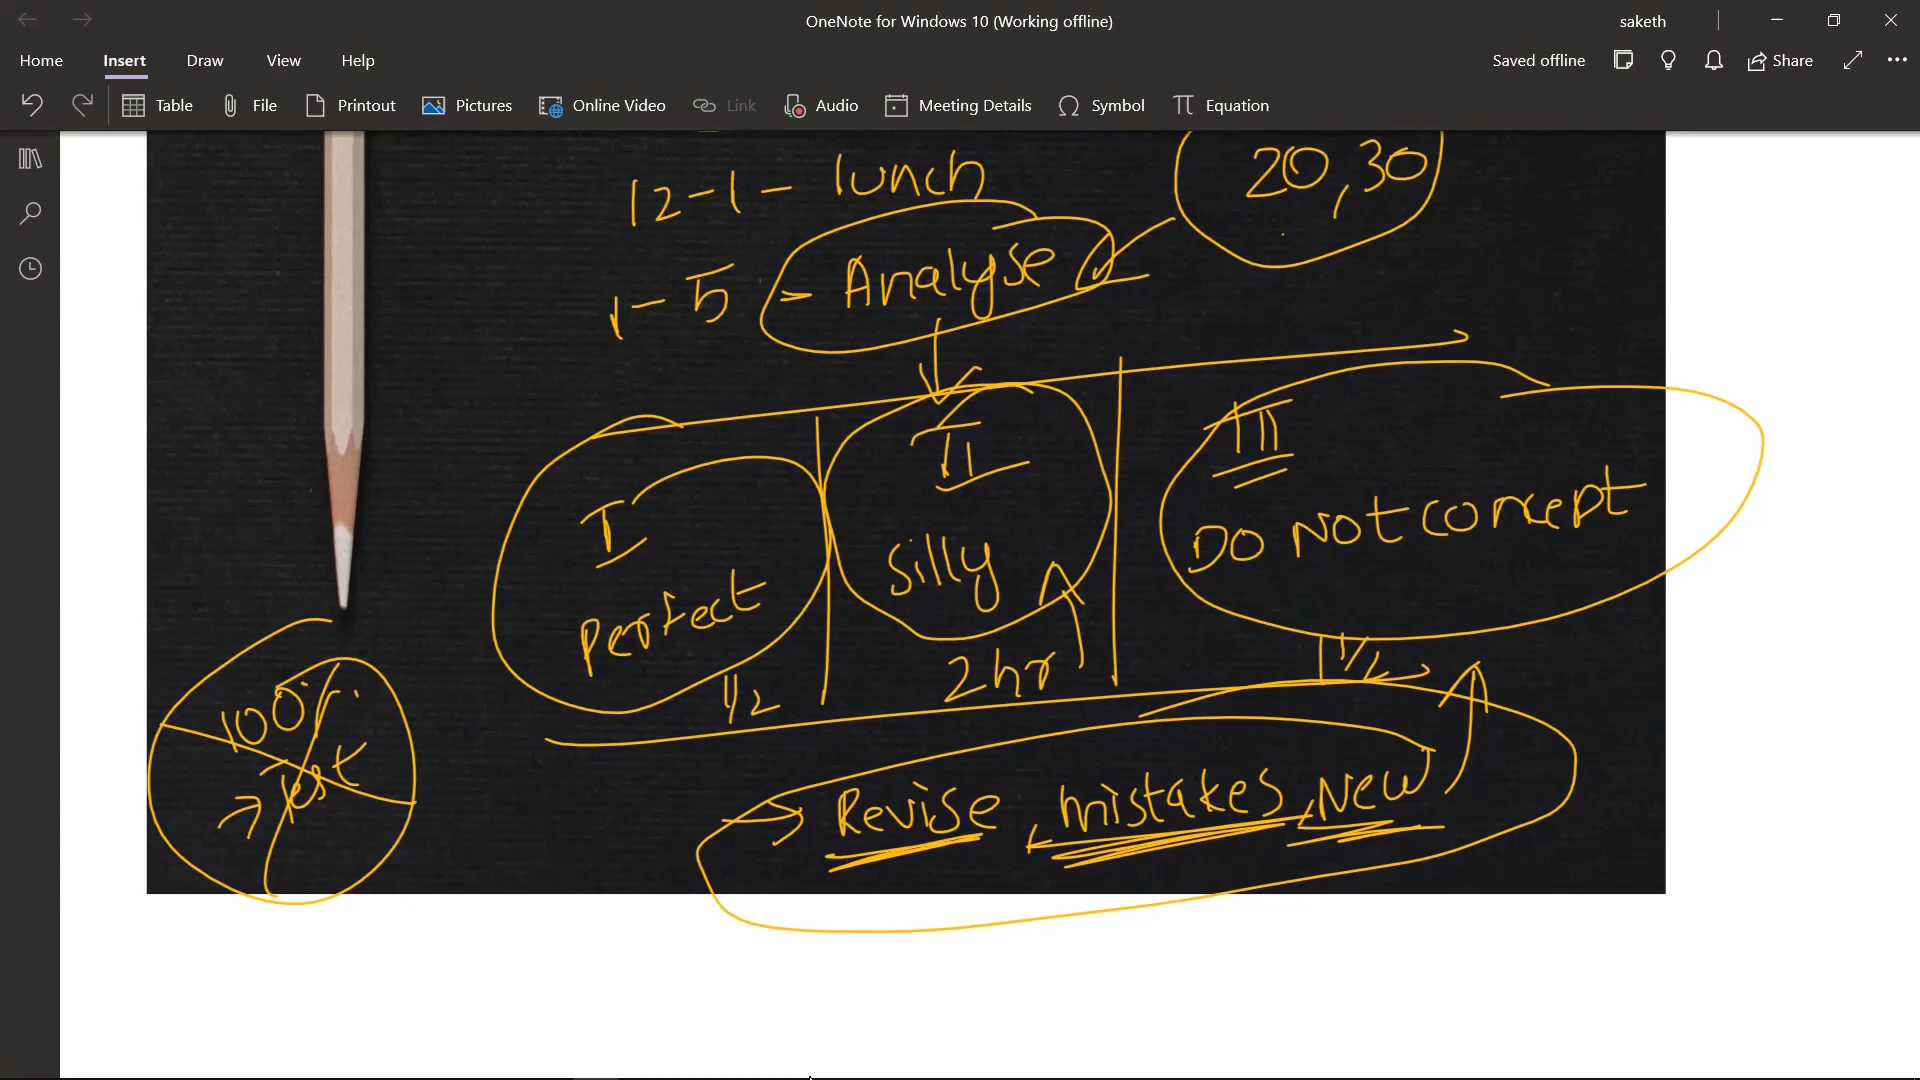 OneNote for Windows 10 (Working offline)
saketh
Home Insert Draw View Help
Saved offline
Share
Table File Printout Pictures Online Video Link Audio Meeting Details Symbol Equation
12-1 - lunch
20,30
1-5 - Analyse
I
II
III
perfect
silly
DO NOT concept
1/2
2hr
1 1/2
100%
→ Test
→ Revise, mistakes, New